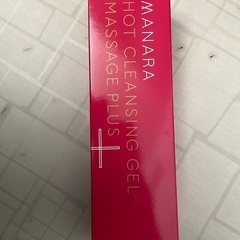 MANARA
HOT CLEANSING GEL
MASSAGE PLUS
+